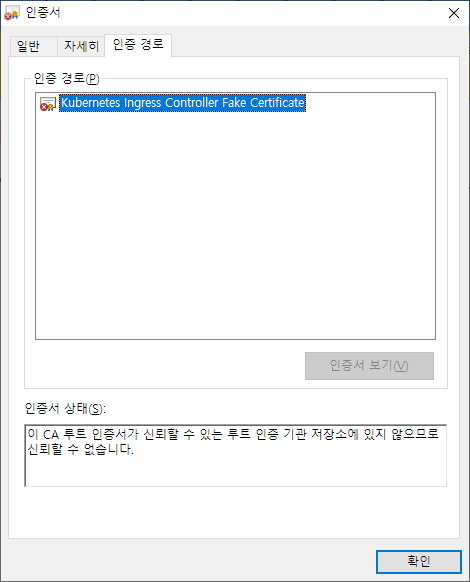 인증서
일반
자세히
인증 경로
인증 경로(P)
Kubernetes Ingress Controller Fake Certificate
인증서 보기(V)
인증서 상태(S):
이 CA 루트 인증서가 신뢰할 수 있는 루트 인증 기관 저장소에 있지 않으므로
신뢰할 수 없습니다.
확인